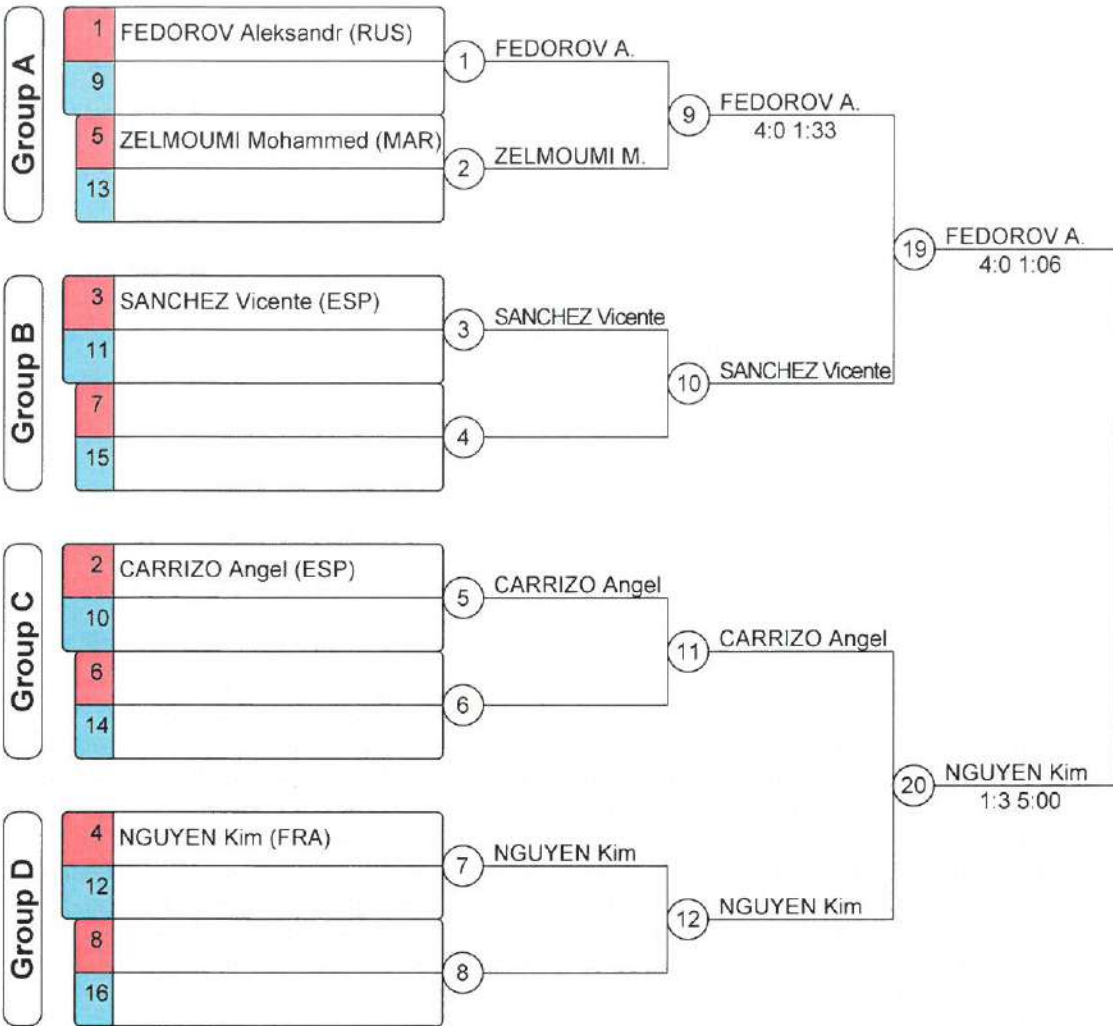 Group A
1 FEDOROV Aleksandr (RUS)
9
5 ZELMOUMI Mohammed (MAR)
13
1 FEDOROV A.
2 ZELMOUMI M.
9 FEDOROV A.
4:0 1:33
Group B
3 SANCHEZ Vicente (ESP)
11
7
15
3 SANCHEZ Vicente
4
10 SANCHEZ Vicente
19 FEDOROV A.
4:0 1:06
Group C
2 CARRIZO Angel (ESP)
10
6
14
5 CARRIZO Angel
6
11 CARRIZO Angel
Group D
4 NGUYEN Kim (FRA)
12
8
16
7 NGUYEN Kim
8
12 NGUYEN Kim
20 NGUYEN Kim
1:3 5:00